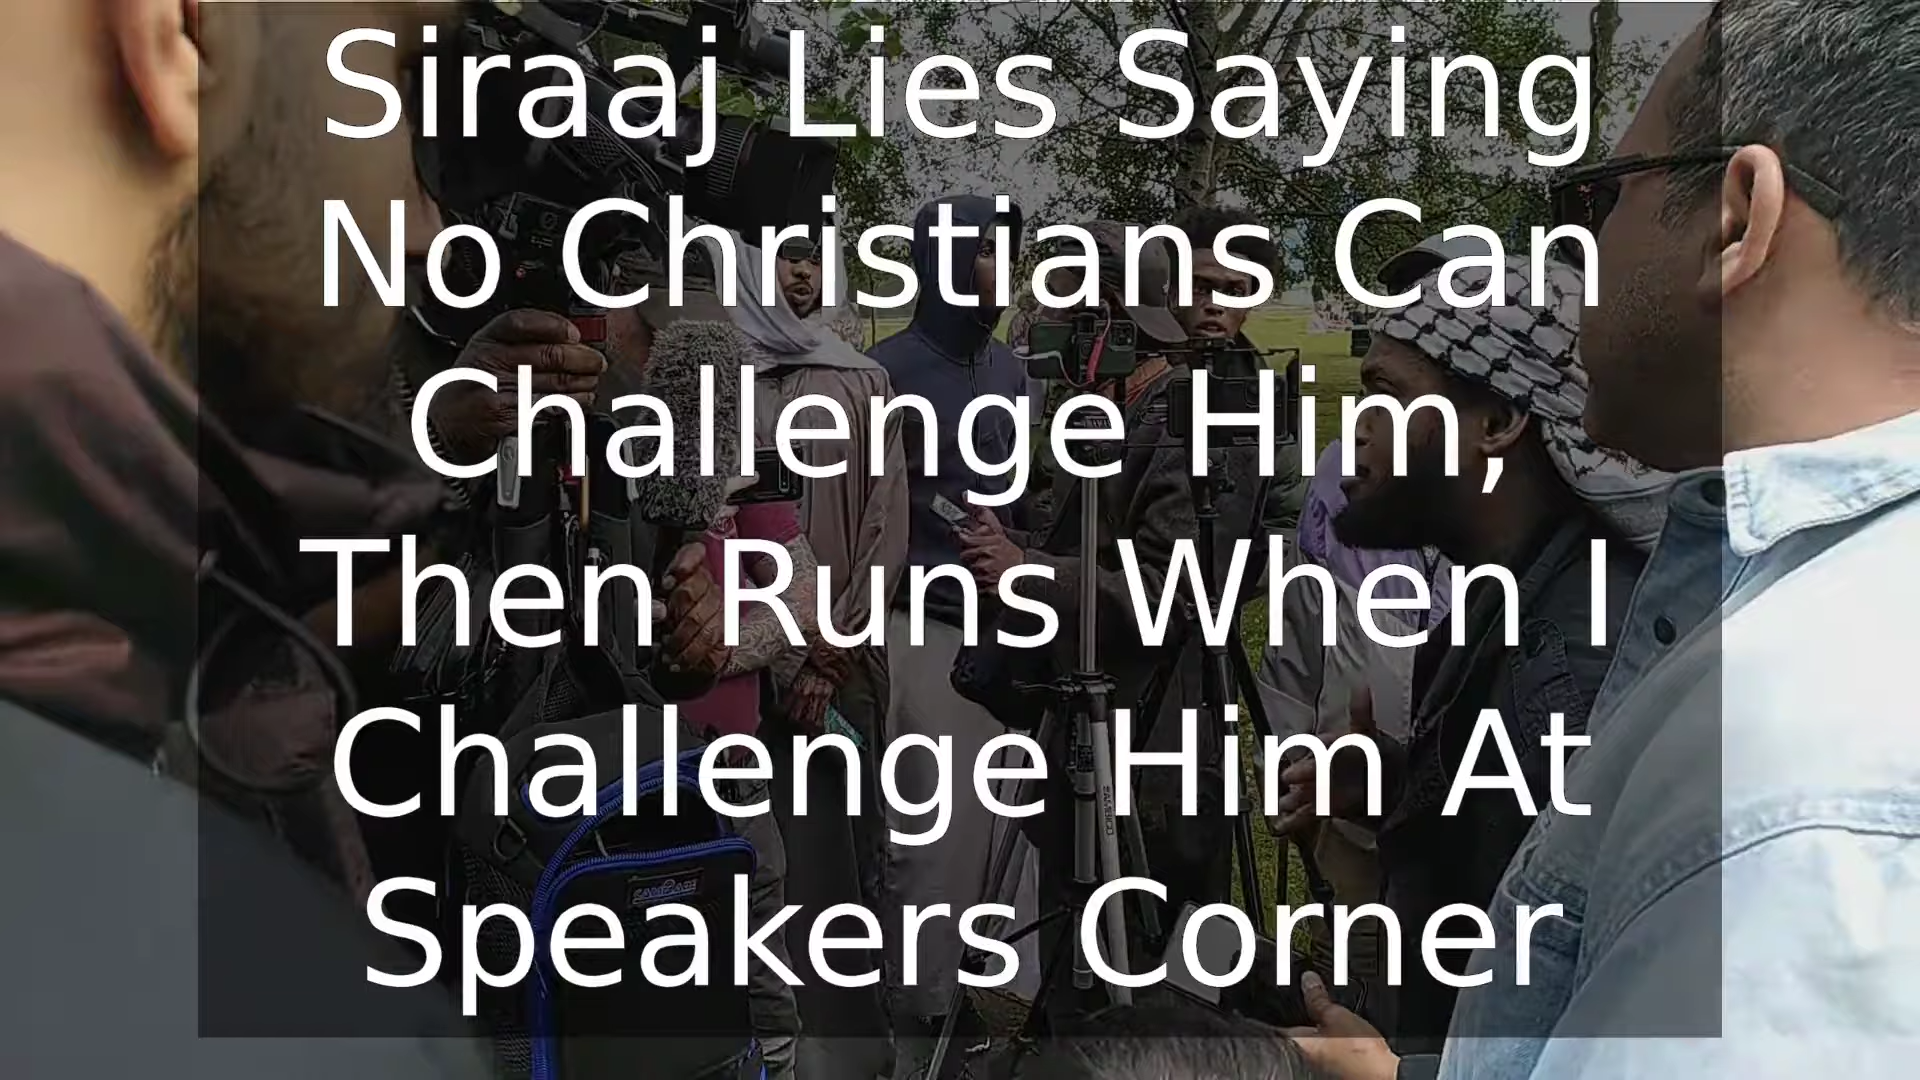 Siraaj Lies Saying
No Christians Can
Challenge Him,
Then Runs When I
Challenge Him At
Speakers Corner